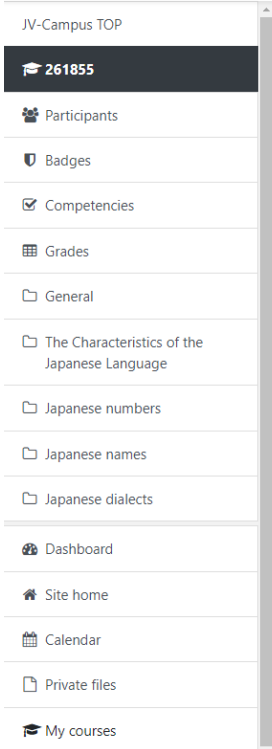 JV-Campus TOP
261855
Participants
Badges
Competencies
Grades
General
The Characteristics of the
Japanese Language
Japanese numbers
Japanese names
Japanese dialects
Dashboard
Site home
Calendar
Private files
My courses